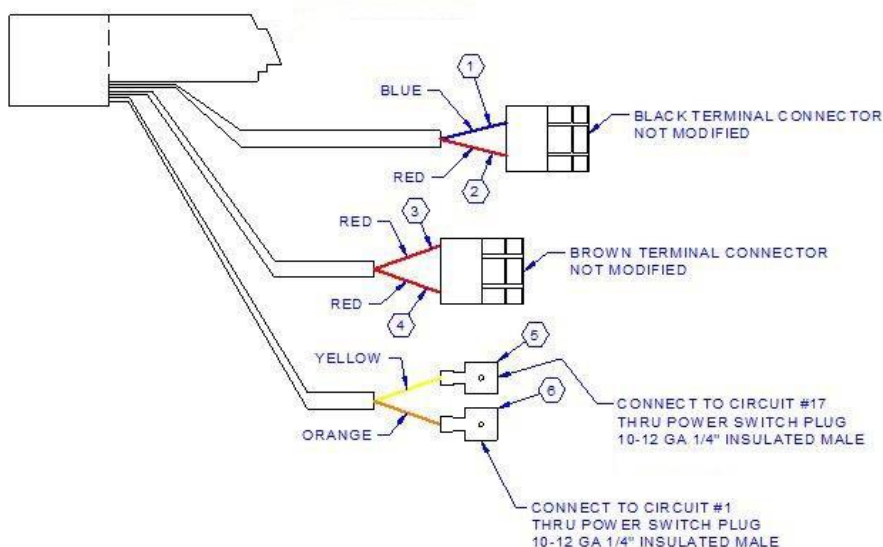 1
BLUE
BLACK TERMINAL CONNECTOR
NOT MODIFIED
RED
2
3
RED
BROWN TERMINAL CONNECTOR
NOT MODIFIED
RED
4
5
YELLOW
6
CONNECT TO CIRCUIT #17
THRU POWER SWITCH PLUG
10-12 GA 1/4" INSULATED MALE
ORANGE
CONNECT TO CIRCUIT #1
THRU POWER SWITCH PLUG
10-12 GA 1/4" INSULATED MALE